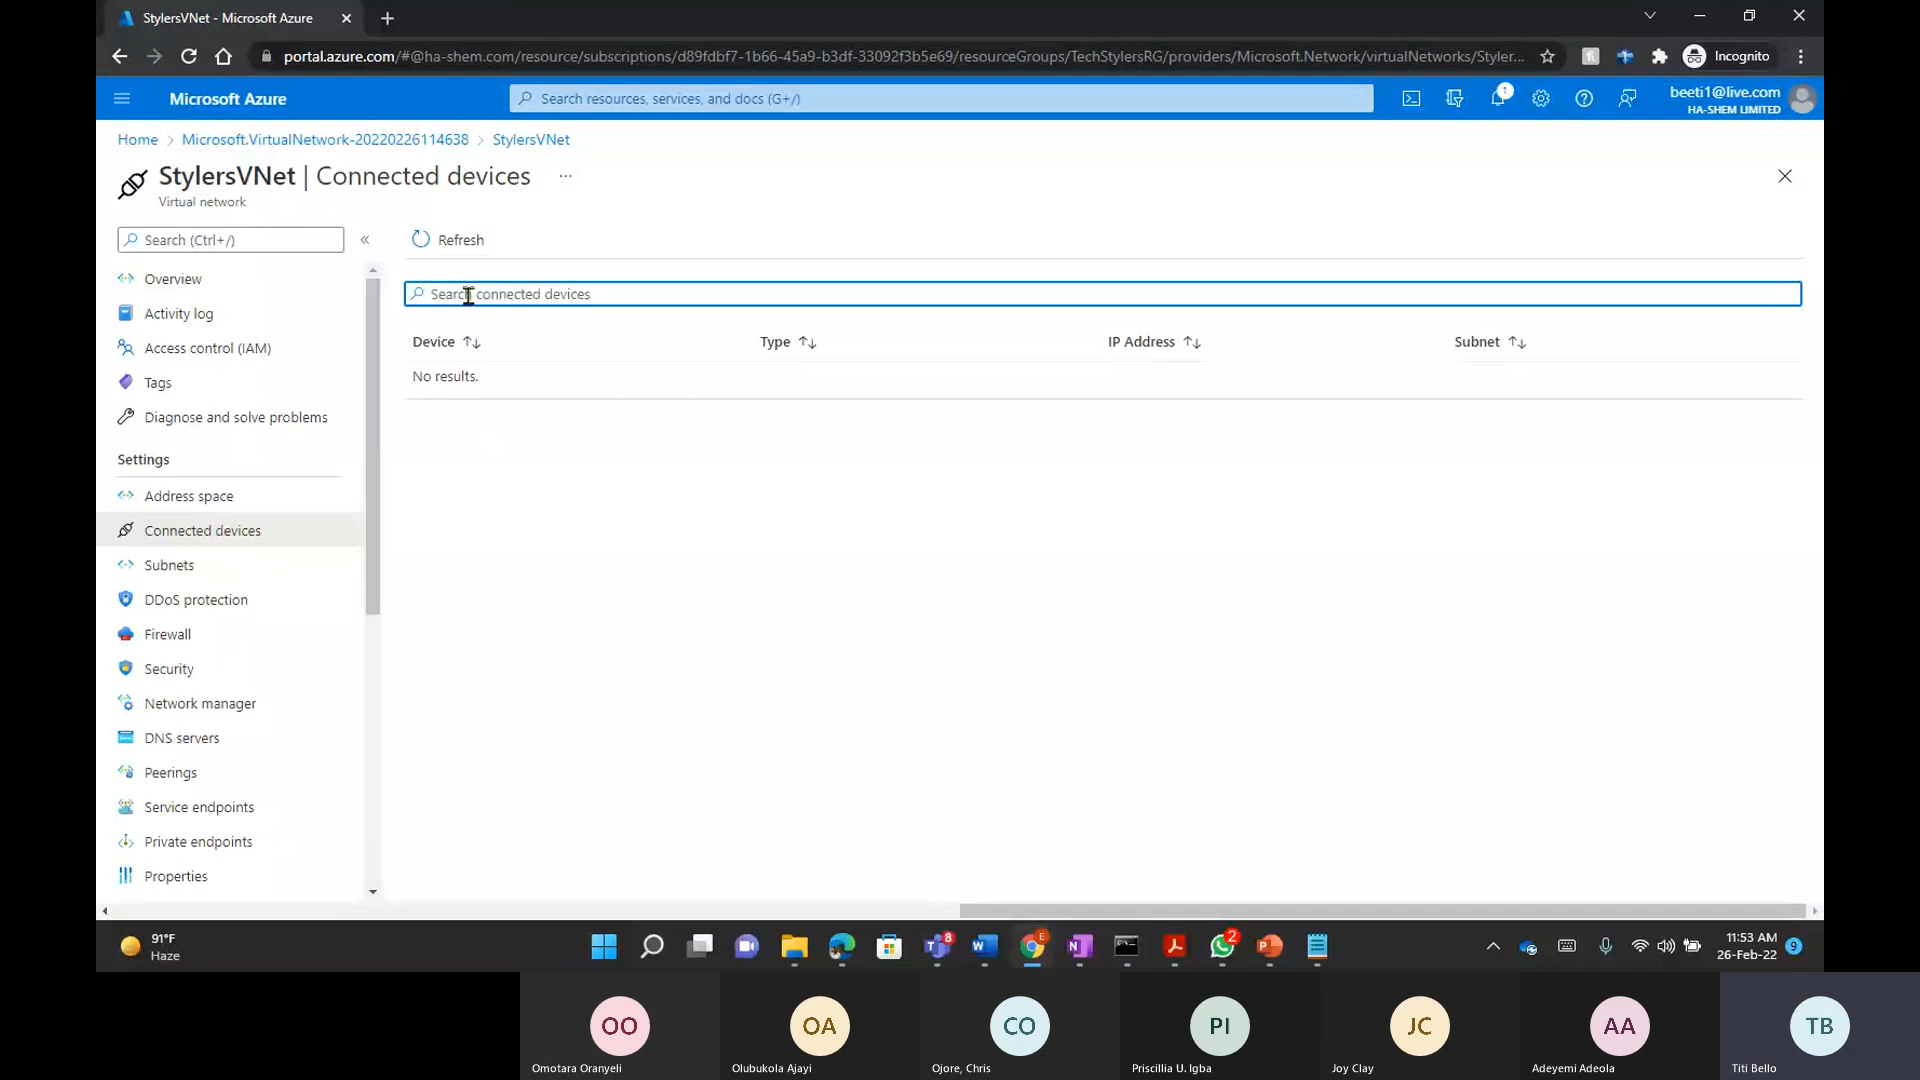 StylersVNet - Microsoft Azure
portal.azure.com/#@ha-shem.com/resource/subscriptions/d89fdbf7-1b66-45a9-b3df-33092f3b5e69/resourceGroups/TechStylersRG/providers/Microsoft.Network/virtualNetworks/Styler...
Incognito
Microsoft Azure
Search resources, services, and docs (G+/)
1
beeti1@live.com
HA-SHEM LIMITED
Home > Microsoft.VirtualNetwork-20220226114638 > StylersVNet
StylersVNet | Connected devices ...
Virtual network
Search (Ctrl+/)
«
Refresh
Overview
Activity log
Access control (IAM)
Tags
Diagnose and solve problems
Settings
Address space
Connected devices
Subnets
DDoS protection
Firewall
Security
Network manager
DNS servers
Peerings
Service endpoints
Private endpoints
Properties
Search connected devices
Device Type IP Address Subnet
No results.
91°F
Haze
8
E
2
11:53 AM
26-Feb-22
9
OO
Omotara Oranyeli
OA
Olubukola Ajayi
CO
Ojore, Chris
PI
Priscillia U. Igba
JC
Joy Clay
AA
Adeyemi Adeola
TB
Titi Bello